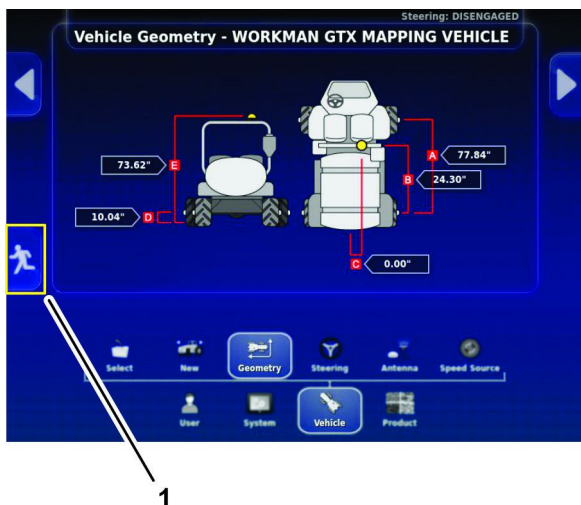 Steering: DISENGAGED
Vehicle Geometry - WORKMAN GTX MAPPING VEHICLE
73.62" E
A 77.84"
B 24.30"
10.04" D
C 0.00"
Select New Geometry Steering Antenna Speed Source
User System Vehicle Product
1